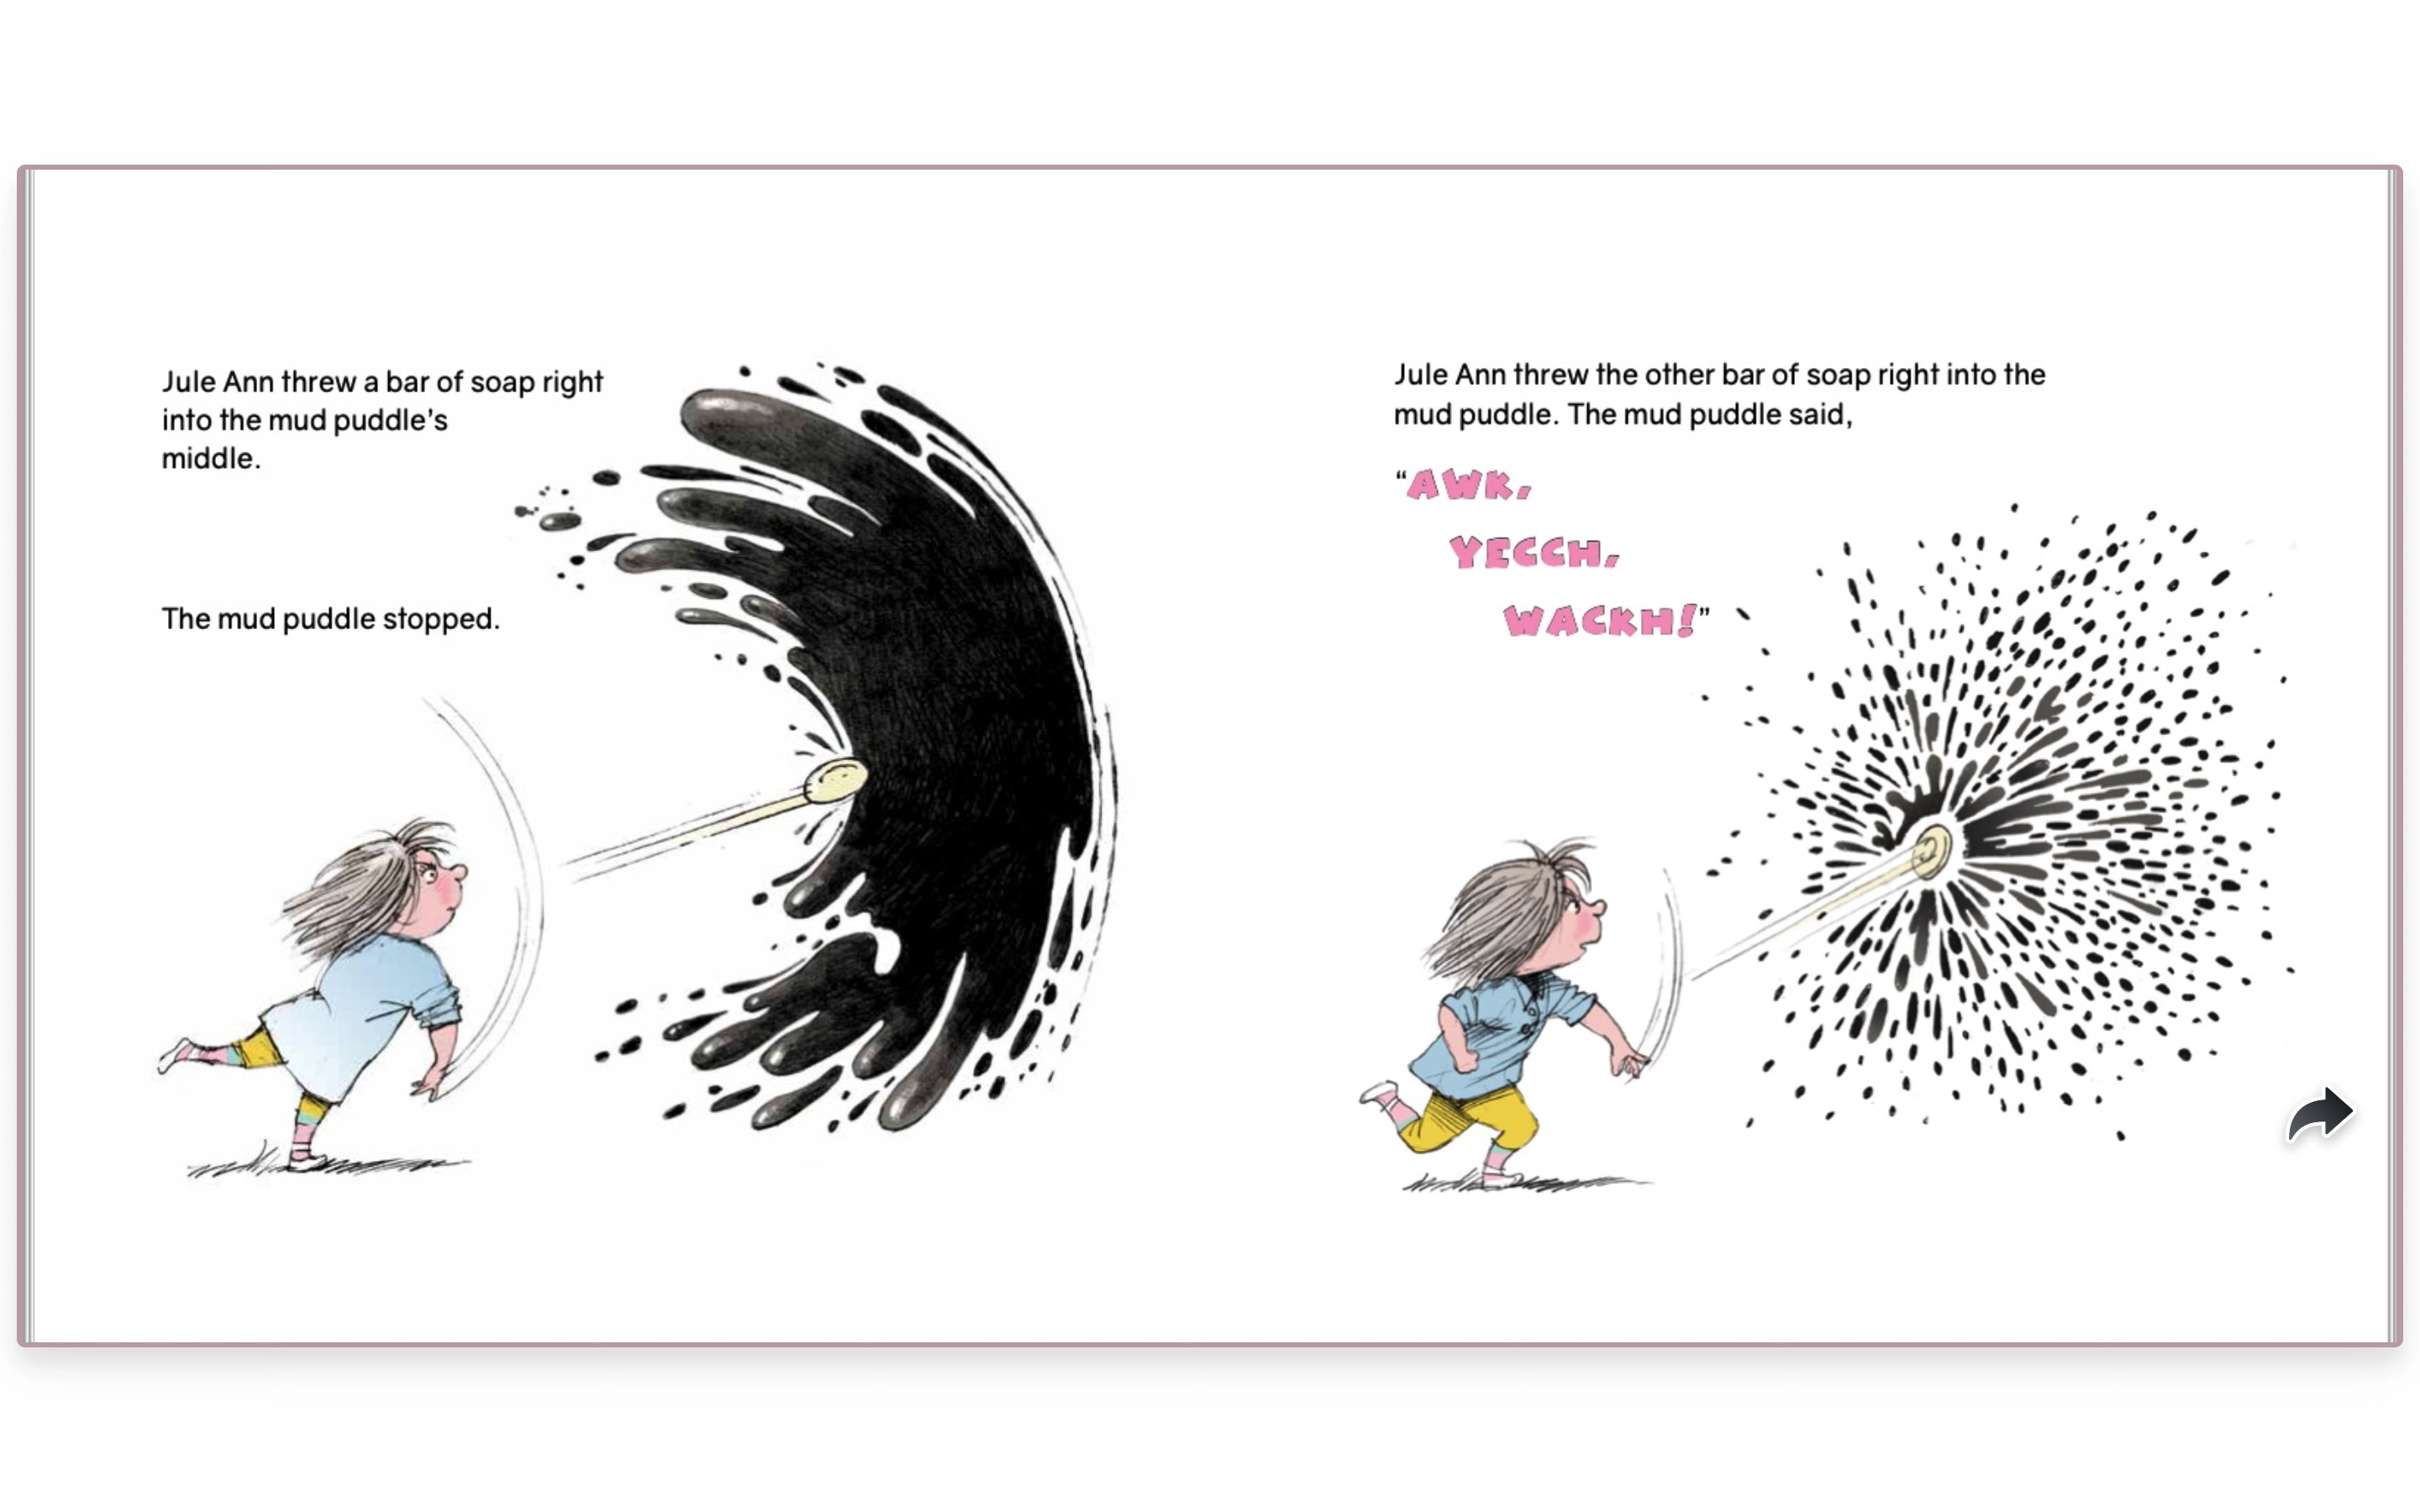 Jule Ann threw a bar of soap right
into the mud puddle's
middle.
The mud puddle stopped.
Jule Ann threw the other bar of soap right into the
mud puddle. The mud puddle said,
“AWK,
YECCH,
WACKH!”